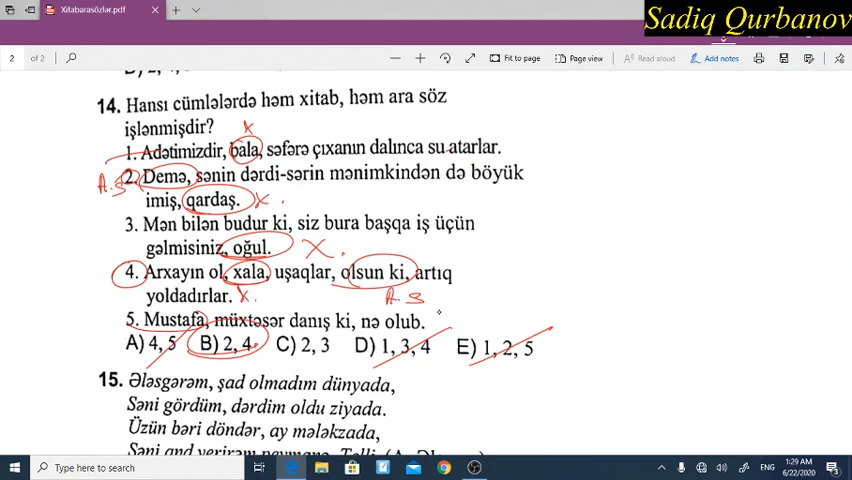 Sadiq Qurbanov
Xitabarasözlər.pdf
2 of 2
Fit to page
Page view
Read aloud
Add notes
14. Hansı cümlələrdə həm xitab, həm ara söz
işlənmişdir?
x
1. Adətimizdir, bala, səfərə çıxanın dalınca su atarlar.
A.S 2. Demə, sənin dərdi-sərin mənimkindən də böyük
imiş, qardaş. x.
3. Mən bilən budur ki, siz bura başqa iş üçün
gəlmisiniz, oğul. X.
4. Arxayın ol, xala, uşaqlar, olsun ki, artıq
yoldadırlar. x. A.S
5. Mustafa, müxtəsər danış ki, nə olub.
A) 4, 5 B) 2, 4 C) 2, 3 D) 1, 3, 4 E) 1, 2, 5
15. Ələsgərəm, şad olmadım dünyada,
Səni gördüm, dərdim oldu ziyada.
Üzün bəri döndər, ay mələkzada,
Type here to search
ENG
1:29 AM
6/22/2020